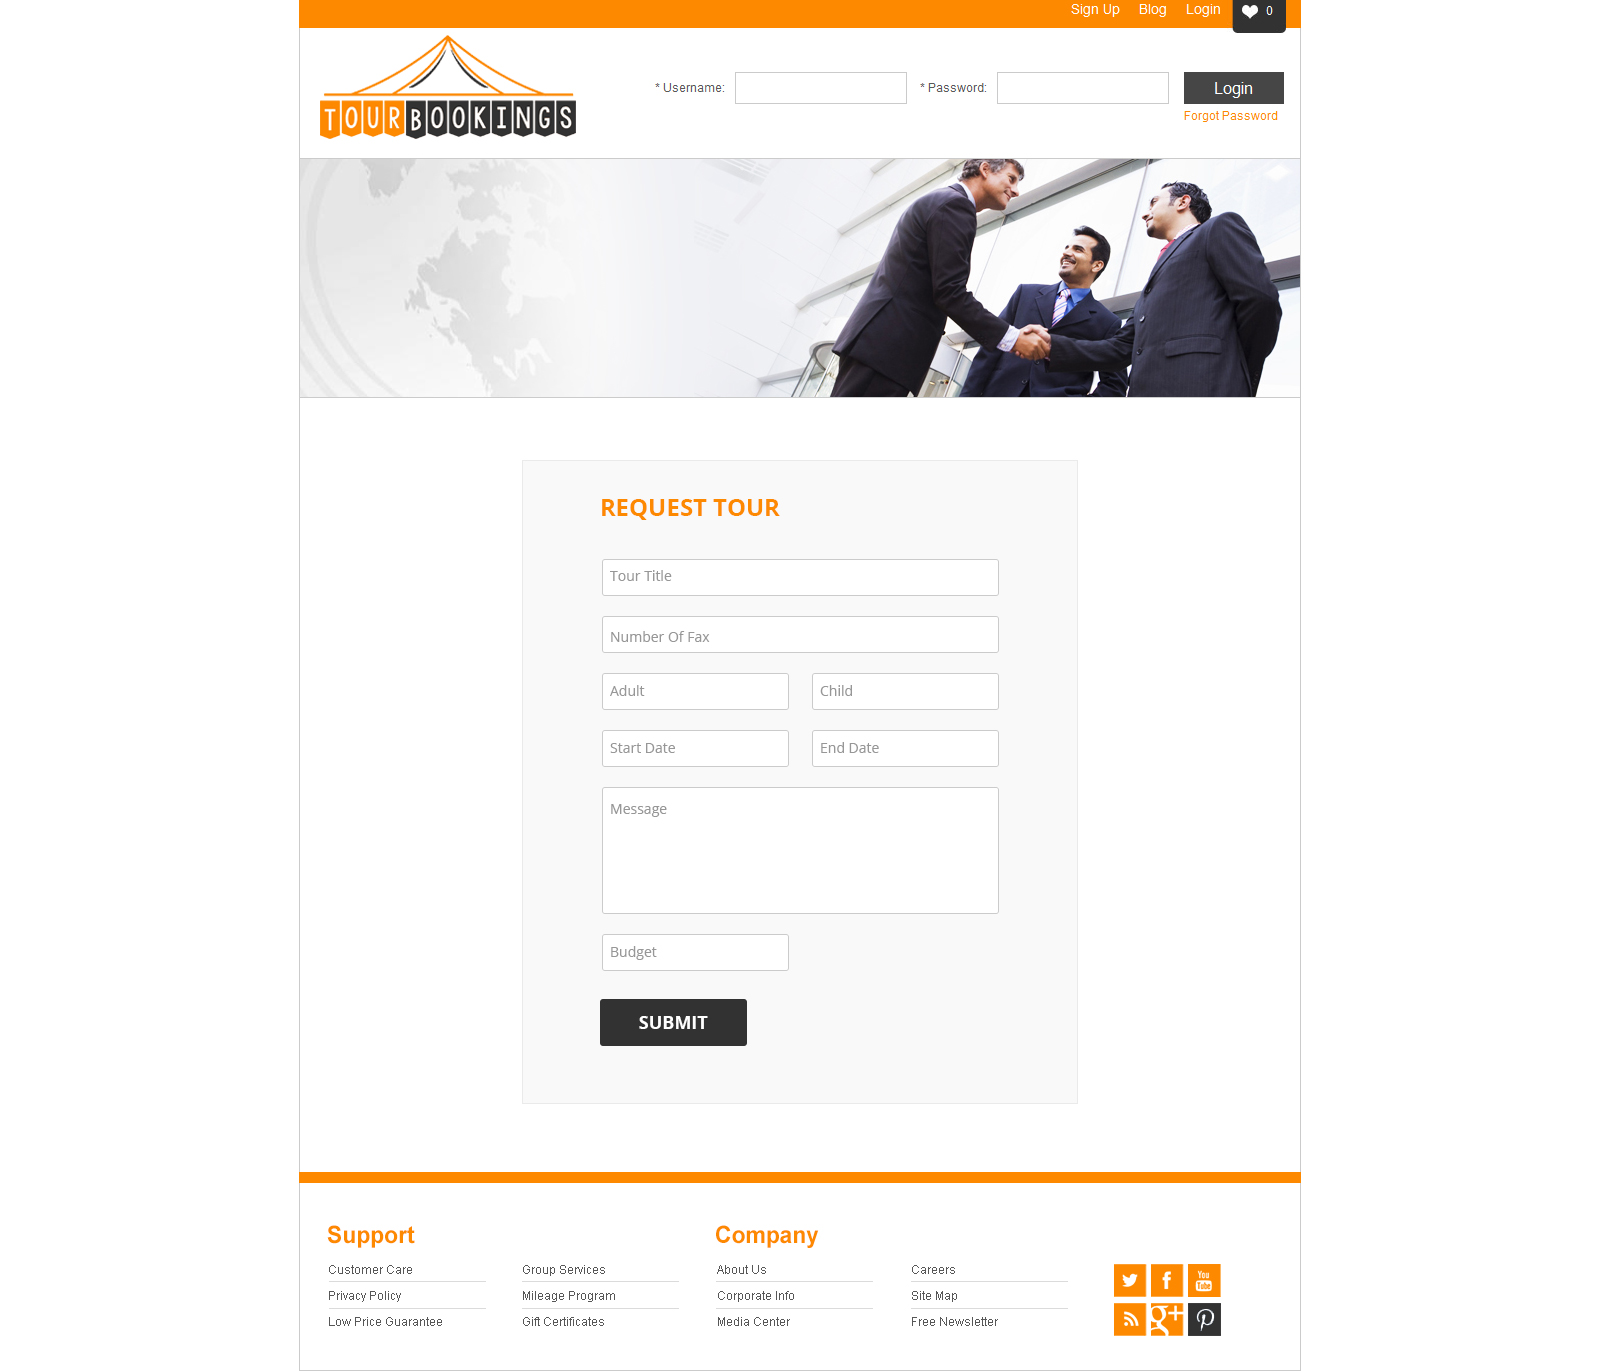 Sign Up Blog Login 0
TOURBOOKINGS
* Username: * Password: Login
Forgot Password
REQUEST TOUR
Tour Title
Number Of Fax
Adult Child
Start Date End Date
Message
Budget
SUBMIT
Support Company
Customer Care Group Services About Us Careers
Privacy Policy Mileage Program Corporate Info Site Map
Low Price Guarantee Gift Certificates Media Center Free Newsletter
You
Tube
g+